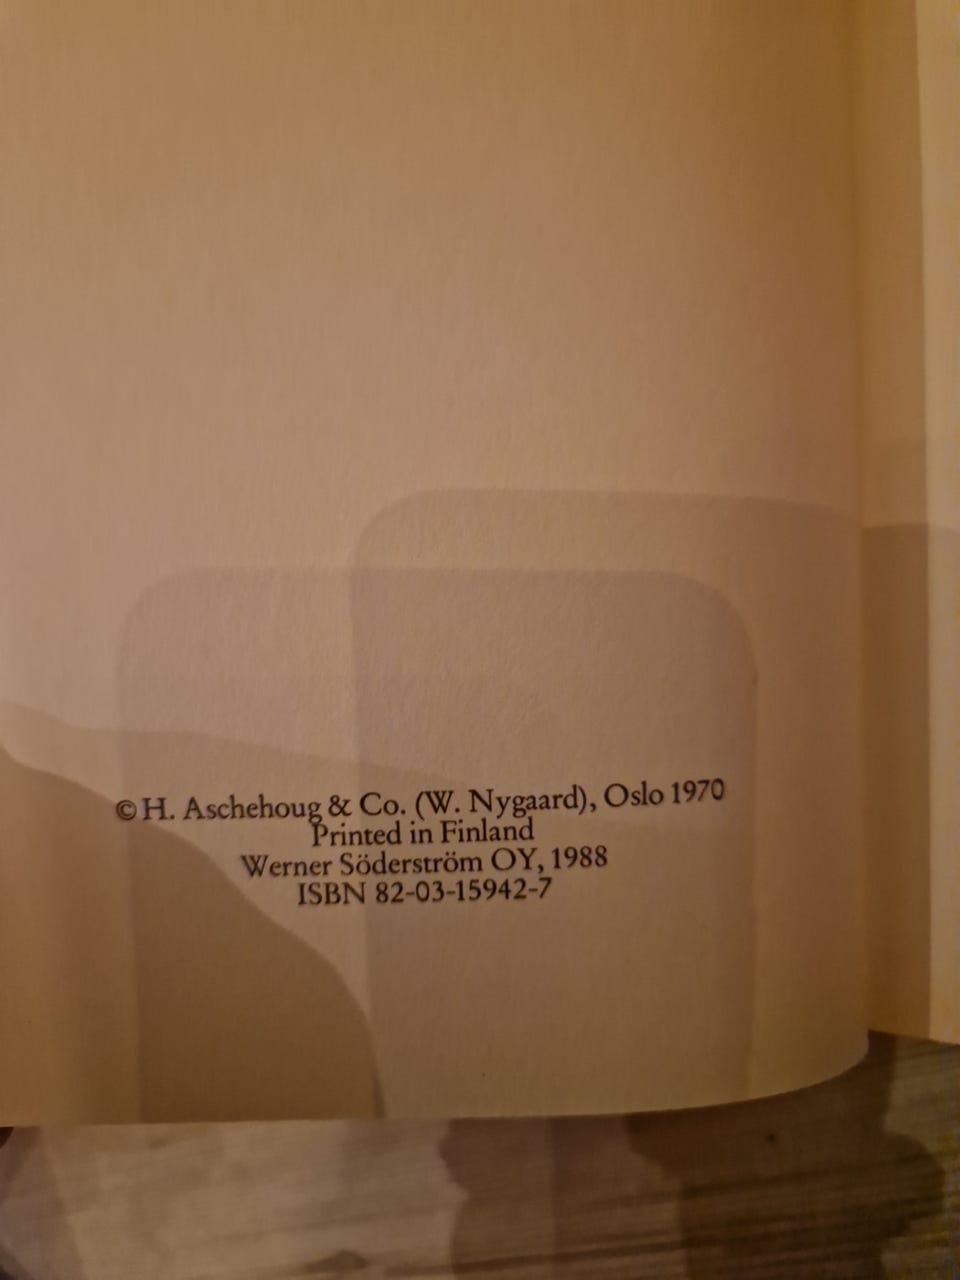 © H. Aschehoug & Co. (W. Nygaard), Oslo 1970
Printed in Finland
Werner Söderström OY, 1988
ISBN 82-03-15942-7